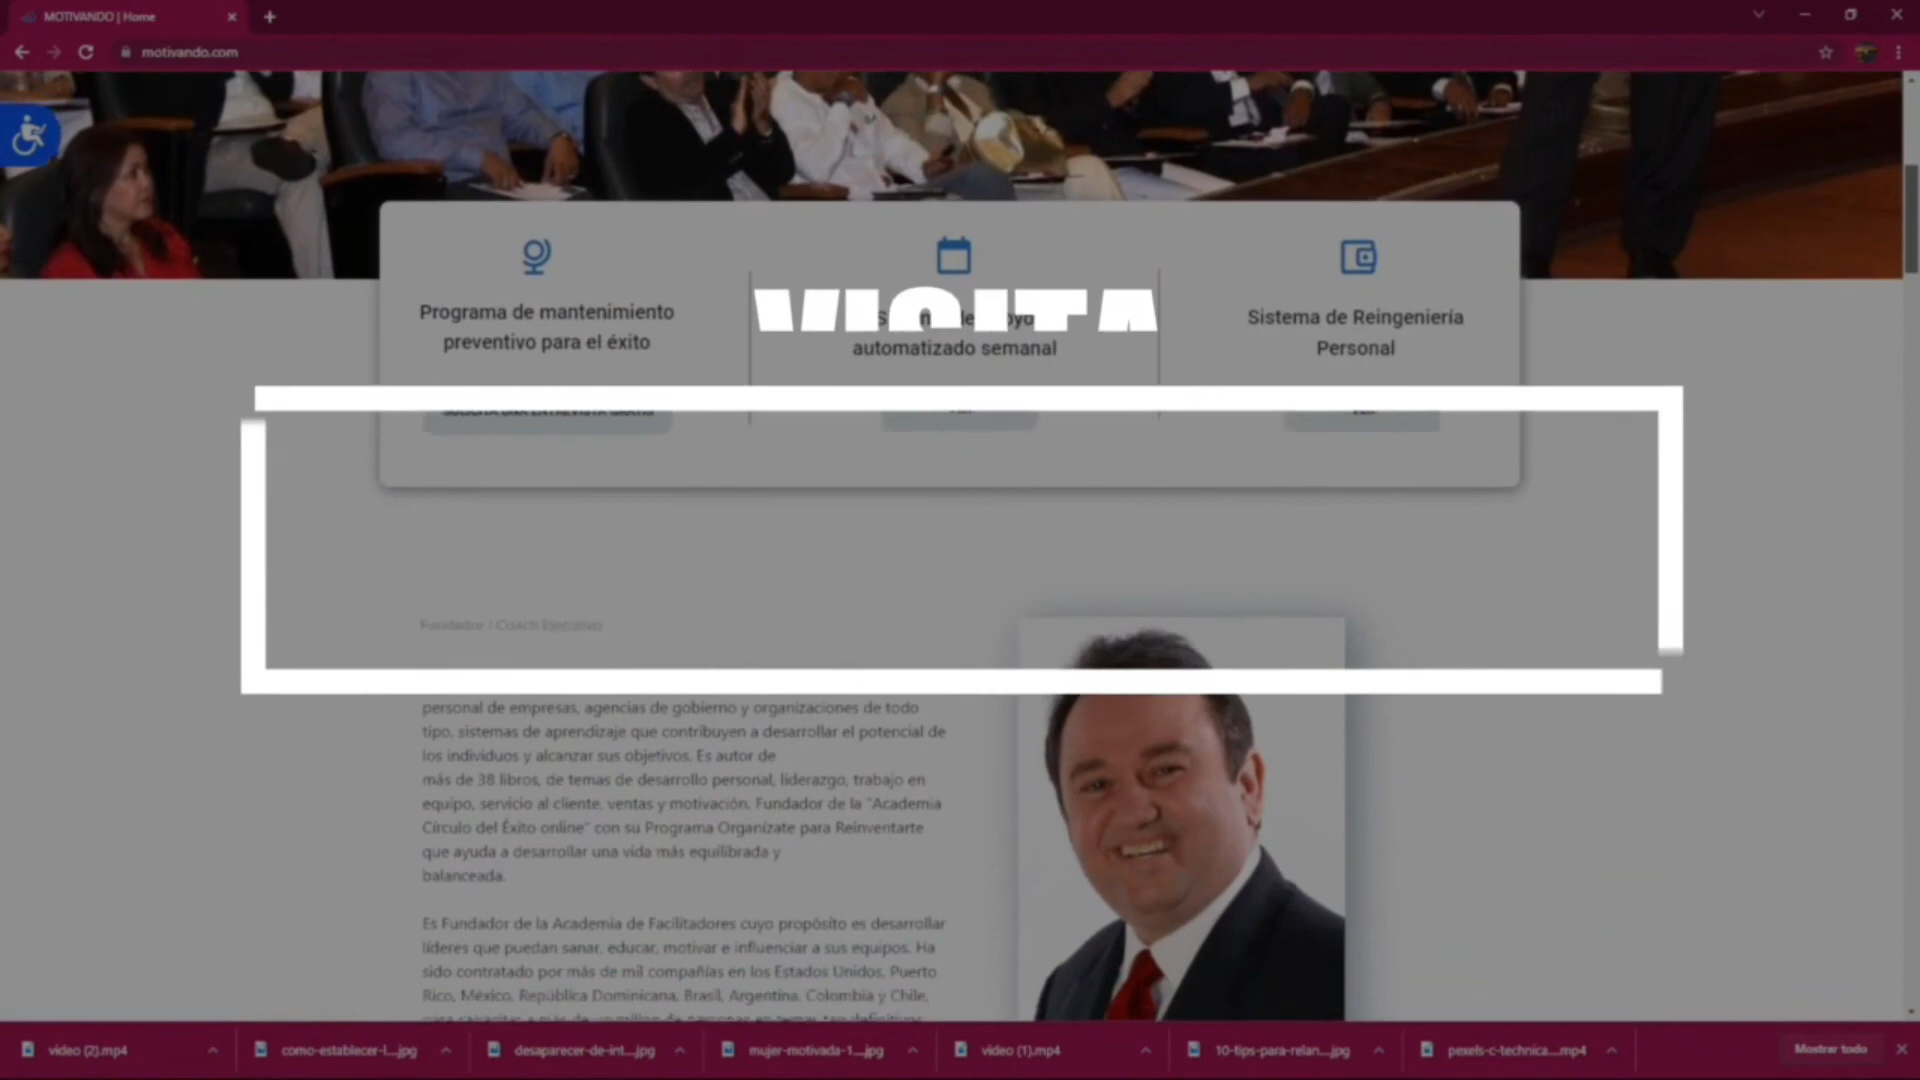 MOTIVANDO | Home
motivando.com
VISITA
Programa de mantenimiento
preventivo para el éxito
automatizado semanal
Sistema de Reingeniería
Personal
Fundador / Coach Ejecutivo
personal de empresas, agencias de gobierno y organizaciones de todo
tipo, sistemas de aprendizaje que contribuyen a desarrollar el potencial de
los individuos y alcanzar sus objetivos. Es autor de
más de 38 libros, de temas de desarrollo personal, liderazgo, trabajo en
equipo, servicio al cliente, ventas y motivación. Fundador de la "Academia
Círculo del Éxito online" con su Programa Organízate para Reinventarte
que ayuda a desarrollar una vida más equilibrada y
balanceada.
Es Fundador de la Academia de Facilitadores cuyo propósito es desarrollar
líderes que puedan sanar, educar, motivar e influenciar a sus equipos. Ha
sido contratado por más de mil compañías en los Estados Unidos, Puerto
Rico, México, República Dominicana, Brasil, Argentina, Colombia y Chile,
video (2).mp4
como-establecer-l....jpg
desaparecer-de-int....jpg
mujer-motivada-1....jpg
video (1).mp4
10-tips-para-relan....jpg
pexels-c-technica....mp4
Mostrar todo